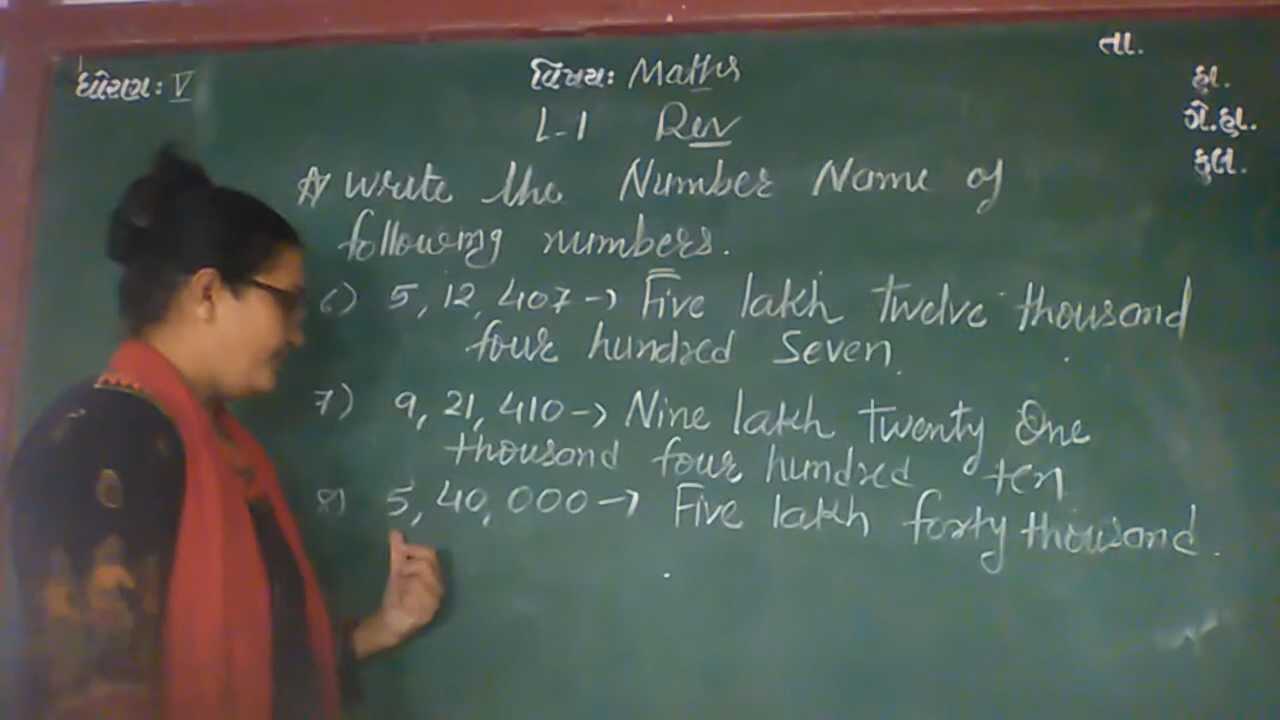 ધોરણ: V
વિષય: Maths
તા.
હા.
ગે.હા.
કુલ.
L-1 Rev
☆ Write the Number Name of
following numbers.
6) 5,12,407 → Five lakh twelve thousand
four hundred Seven.
7) 9,21,410 → Nine lakh twenty One
thousand four hundred ten
8) 5,40,000 → Five lakh forty thousand.